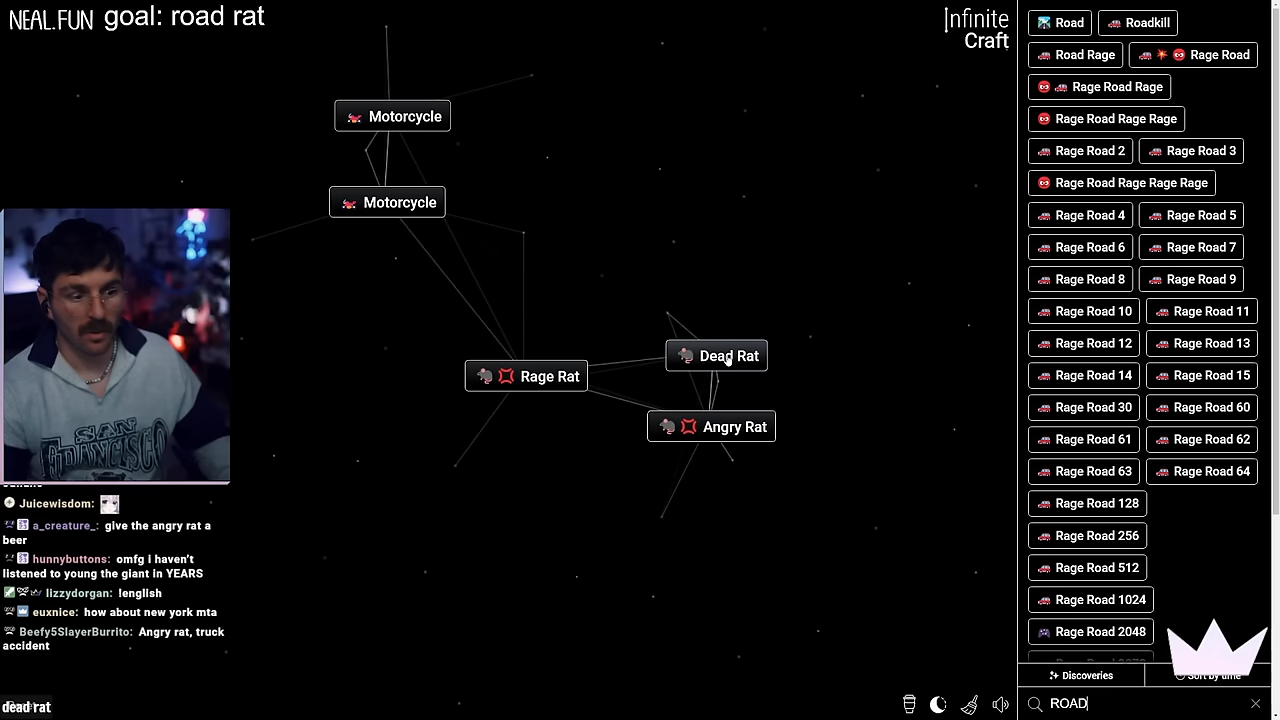 NEAL.FUN goal: road rat
Infinite
Craft
Motorcycle
Motorcycle
Rage Rat
Dead Rat
Angry Rat
SAN
FRANCISCO
Juicewisdom:
a_creature_: give the angry rat a
beer
hunnybuttons: omfg i haven't
listened to young the giant in YEARS
lizzydorgan: !english
euxnice: how about new york mta
Beefy5SlayerBurrito: Angry rat, truck
accident
dead rat
Road Roadkill
Road Rage Rage Road
Rage Road Rage
Rage Road Rage Rage
Rage Road 2 Rage Road 3
Rage Road Rage Rage Rage
Rage Road 4 Rage Road 5
Rage Road 6 Rage Road 7
Rage Road 8 Rage Road 9
Rage Road 10 Rage Road 11
Rage Road 12 Rage Road 13
Rage Road 14 Rage Road 15
Rage Road 30 Rage Road 60
Rage Road 61 Rage Road 62
Rage Road 63 Rage Road 64
Rage Road 128
Rage Road 256
Rage Road 512
Rage Road 1024
Rage Road 2048
Discoveries Sort by time
ROAD